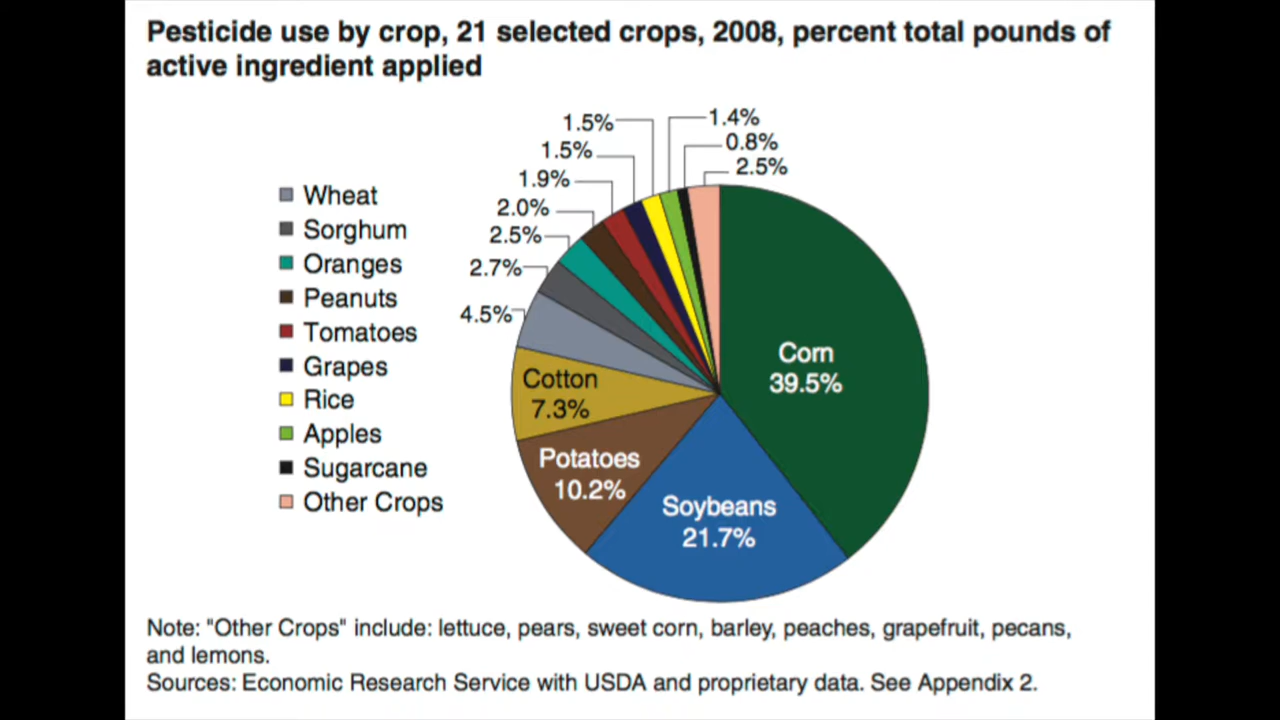 Pesticide use by crop, 21 selected crops, 2008, percent total pounds of
active ingredient applied
1.5%
1.4%
1.5%
0.8%
1.9%
2.5%
2.0%
2.5%
2.7%
4.5%
Wheat
Sorghum
Oranges
Peanuts
Tomatoes
Grapes
Rice
Apples
Sugarcane
Other Crops
Corn
39.5%
Cotton
7.3%
Potatoes
10.2%
Soybeans
21.7%
Note: "Other Crops" include: lettuce, pears, sweet corn, barley, peaches, grapefruit, pecans,
and lemons.
Sources: Economic Research Service with USDA and proprietary data. See Appendix 2.